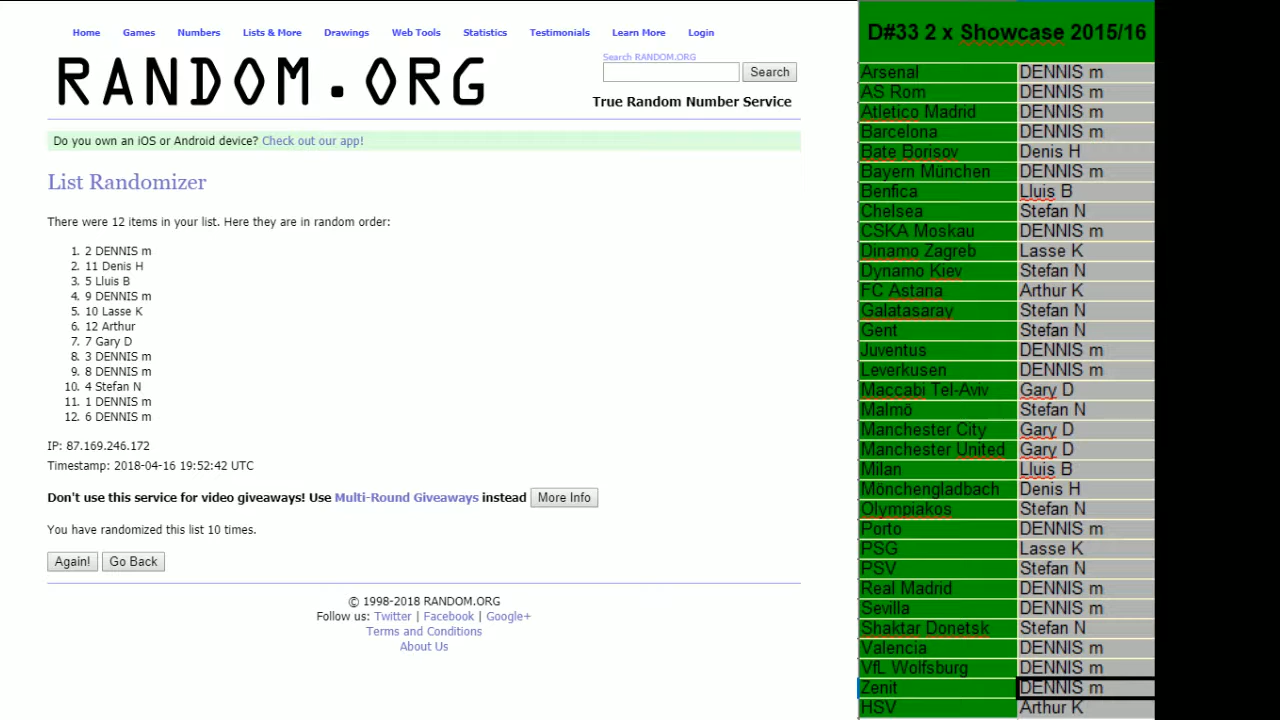 Home Games Numbers Lists & More Drawings Web Tools Statistics Testimonials Learn More Login
RANDOM.ORG
Search RANDOM.ORG
Search
True Random Number Service
Do you own an iOS or Android device? Check out our app!
List Randomizer
There were 12 items in your list. Here they are in random order:
1. 2 DENNIS m
2. 11 Denis H
3. 5 Lluis B
4. 9 DENNIS m
5. 10 Lasse K
6. 12 Arthur
7. 7 Gary D
8. 3 DENNIS m
9. 8 DENNIS m
10. 4 Stefan N
11. 1 DENNIS m
12. 6 DENNIS m
IP: 87.169.246.172
Timestamp: 2018-04-16 19:52:42 UTC
Don't use this service for video giveaways! Use Multi-Round Giveaways instead More Info
You have randomized this list 10 times.
Again! Go Back
© 1998-2018 RANDOM.ORG
Follow us: Twitter | Facebook | Google+
Terms and Conditions
About Us
D#33 2 x Showcase 2015/16
Arsenal DENNIS m
AS Rom DENNIS m
Atletico Madrid DENNIS m
Barcelona DENNIS m
Bate Borisov Denis H
Bayern München DENNIS m
Benfica Lluis B
Chelsea Stefan N
CSKA Moskau DENNIS m
Dinamo Zagreb Lasse K
Dynamo Kiev Stefan N
FC Astana Arthur K
Galatasaray Stefan N
Gent Stefan N
Juventus DENNIS m
Leverkusen DENNIS m
Maccabi Tel-Aviv Gary D
Malmö Stefan N
Manchester City Gary D
Manchester United Gary D
Milan Lluis B
Mönchengladbach Denis H
Olympiakos Stefan N
Porto DENNIS m
PSG Lasse K
PSV Stefan N
Real Madrid DENNIS m
Sevilla DENNIS m
Shaktar Donetsk Stefan N
Valencia DENNIS m
VfL Wolfsburg DENNIS m
Zenit DENNIS m
HSV Arthur K